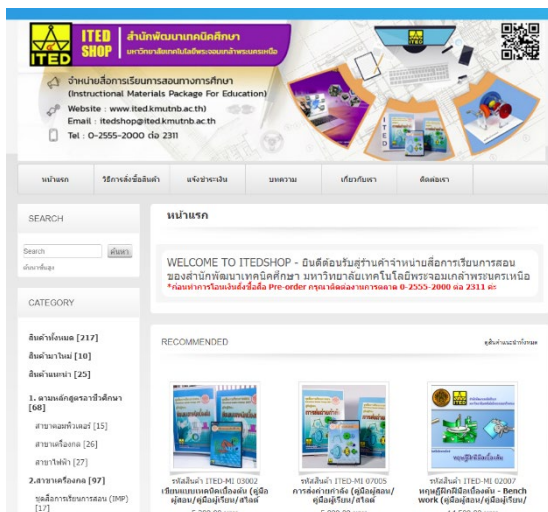 ITED
ITED
SHOP
สำนักพัฒนาเทคนิคศึกษา
มหาวิทยาลัยเทคโนโลยีพระจอมเกล้าพระนครเหนือ
จำหน่ายสื่อการเรียนการสอนทางการศึกษา
(Instructional Materials Package For Education)
Website : www.ited.kmutnb.ac.th)
Email : itedshop@ited.kmutnb.ac.th
Tel : 0-2555-2000 ต่อ 2311
หน้าแรก วิธีการสั่งซื้อสินค้า แจ้งชำระเงิน บทความ เกี่ยวกับเรา ติดต่อเรา
SEARCH
Search ค้นหา
ค้นหาขั้นสูง
CATEGORY
สินค้าทั้งหมด [217]
สินค้ามาใหม่ [10]
สินค้าแนะนำ [25]
1. ตามหลักสูตรอาชีวศึกษา
[68]
สาขาคอมพิวเตอร์ [15]
สาขาเครื่องกล [26]
สาขาไฟฟ้า [27]
2.สาขาเครื่องกล [97]
ชุดสื่อการเรียนการสอน (IMP)
[17]
หน้าแรก
WELCOME TO ITEDSHOP - ยินดีต้อนรับสู่ร้านค้าจำหน่ายสื่อการเรียนการสอน
ของสำนักพัฒนาเทคนิคศึกษา มหาวิทยาลัยเทคโนโลยีพระจอมเกล้าพระนครเหนือ
*ก่อนทำการโอนเงินสั่งซื้อสื่อ Pre-order กรุณาติดต่องานการตลาด 0-2555-2000 ต่อ 2311 ค่ะ
RECOMMENDED
ดูสินค้าแนะนำทั้งหมด
รหัสสินค้า ITED-MI 03002
เขียนแบบเทคนิคเบื้องต้น (คู่มือ
ผู้สอน/คู่มือผู้เรียน/สไลด์
รหัสสินค้า ITED-MI 07005
การส่งถ่ายกำลัง (คู่มือผู้สอน/
คู่มือผู้เรียน/สไลด์
รหัสสินค้า ITED-MI 02007
ทฤษฎีฝึกฝีมือเบื้องต้น - Bench
work (คู่มือผู้สอน/คู่มือผู้เรียน/